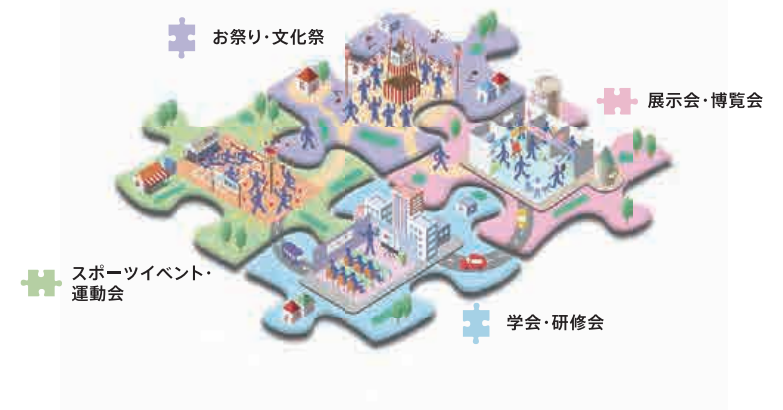 お祭り・文化祭
展示会・博覧会
スポーツイベント・
運動会
学会・研修会